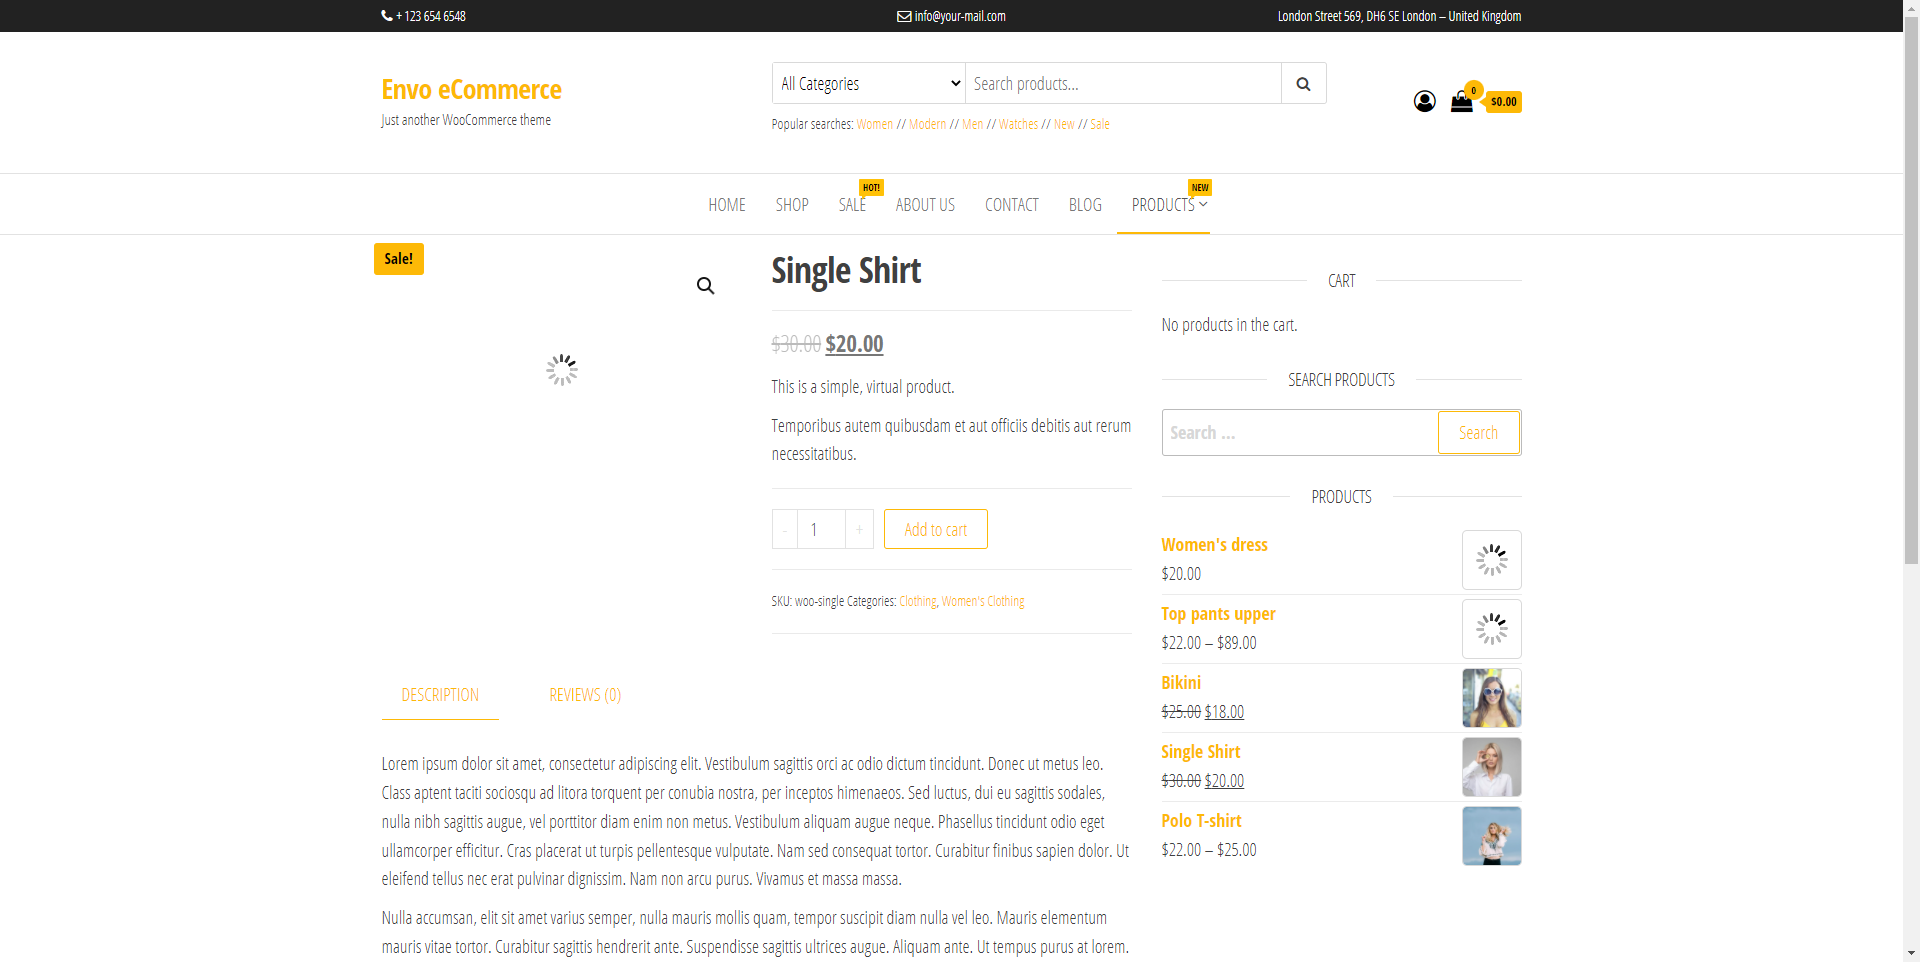 + 123 654 6548
info@your-mail.com
London Street 569, DH6 SE London – United Kingdom
Envo eCommerce
Just another WooCommerce theme
All Categories
Search products...
Popular searches: Women // Modern // Men // Watches // New // Sale
0
$0.00
HOME
SHOP
SALE
HOT!
ABOUT US
CONTACT
BLOG
PRODUCTS
NEW
Sale!
Single Shirt
$30.00 $20.00
This is a simple, virtual product.
Temporibus autem quibusdam et aut officiis debitis aut rerum
necessitatibus.
- 1 +
Add to cart
SKU: woo-single Categories: Clothing, Women's Clothing
CART
No products in the cart.
SEARCH PRODUCTS
Search ...
Search
PRODUCTS
Women's dress
$20.00
Top pants upper
$22.00 – $89.00
Bikini
$25.00 $18.00
Single Shirt
$30.00 $20.00
Polo T-shirt
$22.00 – $25.00
DESCRIPTION
REVIEWS (0)
Lorem ipsum dolor sit amet, consectetur adipiscing elit. Vestibulum sagittis orci ac odio dictum tincidunt. Donec ut metus leo.
Class aptent taciti sociosqu ad litora torquent per conubia nostra, per inceptos himenaeos. Sed luctus, dui eu sagittis sodales,
nulla nibh sagittis augue, vel porttitor diam enim non metus. Vestibulum aliquam augue neque. Phasellus tincidunt odio eget
ullamcorper efficitur. Cras placerat ut turpis pellentesque vulputate. Nam sed consequat tortor. Curabitur finibus sapien dolor. Ut
eleifend tellus nec erat pulvinar dignissim. Nam non arcu purus. Vivamus et massa massa.
Nulla accumsan, elit sit amet varius semper, nulla mauris mollis quam, tempor suscipit diam nulla vel leo. Mauris elementum
mauris vitae tortor. Curabitur sagittis hendrerit ante. Suspendisse sagittis ultrices augue. Aliquam ante. Ut tempus purus at lorem.